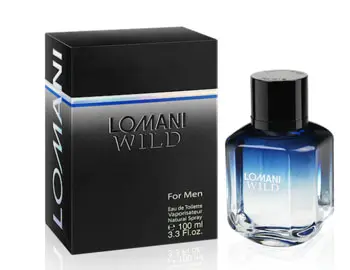 LOMANI
LOMANI
WILD
For Men
Eau de Toilette
Vaporisateur
Natural Spray
e 100 ml
3.3 Fl.oz.
LOMANI
WILD